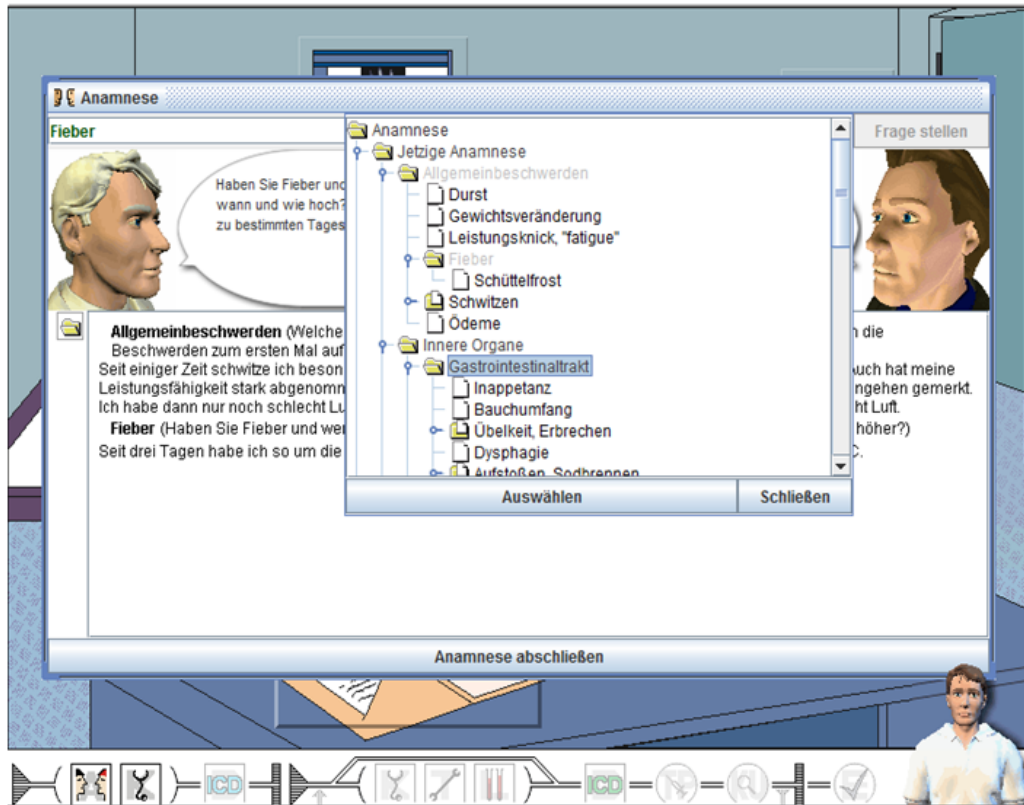 Anamnese
Fieber
Frage stellen
Haben Sie Fieber und
wann und wie hoch?
zu bestimmten Tages
Anamnese
Jetzige Anamnese
Allgemeinbeschwerden
Durst
Gewichtsveränderung
Leistungsknick, "fatigue"
Fieber
Schüttelfrost
Schwitzen
Ödeme
Innere Organe
Gastrointestinaltrakt
Inappetanz
Bauchumfang
Übelkeit, Erbrechen
Dysphagie
Aufstoßen, Sodbrennen
Auswählen
Schließen
Allgemeinbeschwerden (Welche n die
Beschwerden zum ersten Mal auf
Seit einiger Zeit schwitze ich beson Auch hat meine
Leistungsfähigkeit stark abgenomn ngehen gemerkt.
Ich habe dann nur noch schlecht Lu ht Luft.
Fieber (Haben Sie Fieber und wer höher?)
Seit drei Tagen habe ich so um die C.
Anamnese abschließen
ICD
ICD